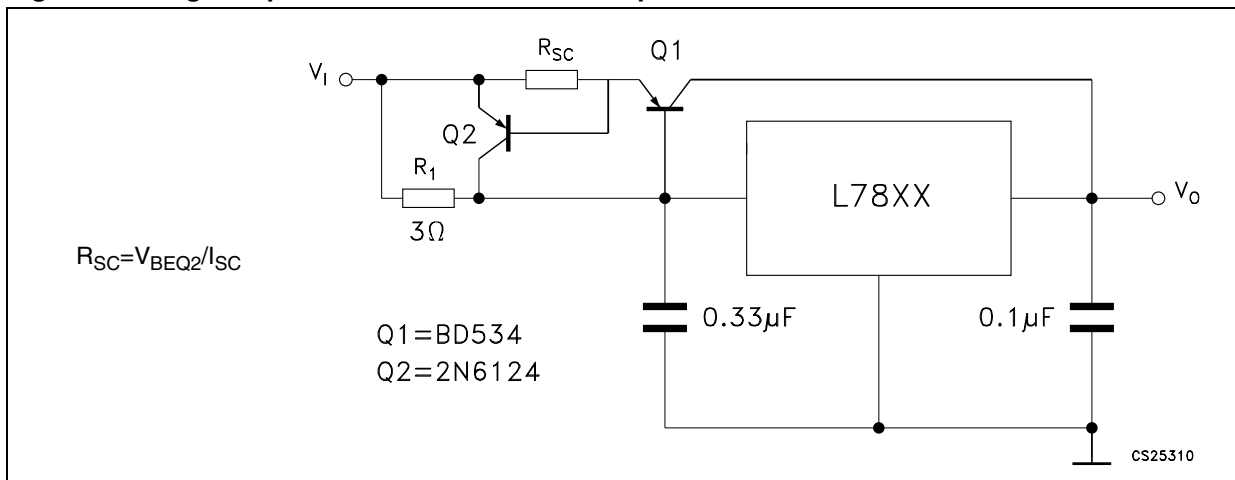 R_SC
Q1
V_I
Q2
R_1
3Ω
L78XX
V_O
R_SC=V_BEQ2/I_SC
0.33µF
0.1µF
Q1=BD534
Q2=2N6124
CS25310